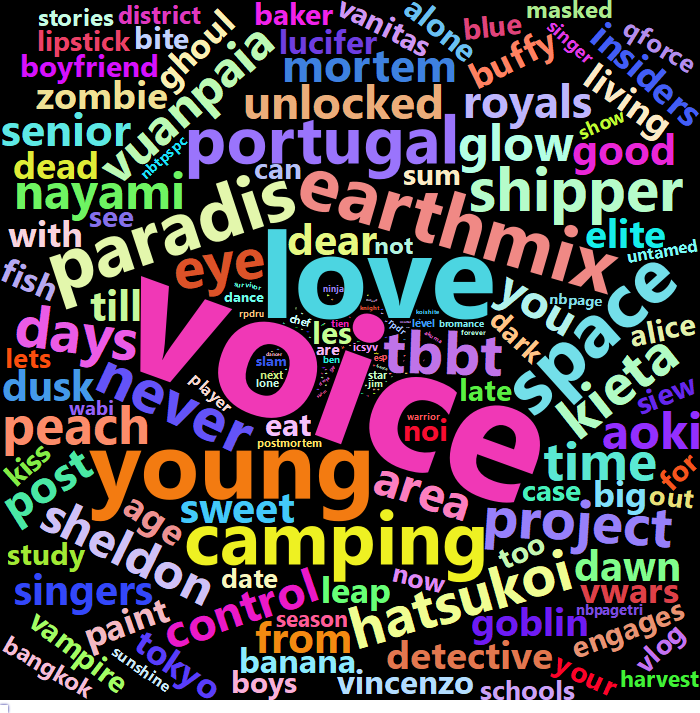 stories district
lipstick bite
boyfriend
ghoul
baker
lucifer
vanitas
alone
blue
masked
singer
qforce
insiders
zombie
vuanpaia
mortem
buffy
living
senior
unlocked
royals
show
nbtpspc
portugal
glow
good
dead
can
sum
shipper
nayami
see
paradis
earthmix
elite
with
dear
not
untamed
fish
eye
love
you
space
till
survivor
ninja
nbpage
dance
knight
koishite
days
rpdru
chef
tien
rpdr
level
bromance
dark
alice
les
are
icsyv
forever
lets
voice
dancer
tbbt
kieta
slam
ben
esp
dusk
never
player
next
lone
star
jim
late
siew
wabi
peach
warrior
aoki
eat
noi
kiss
postmortem
time
for
post
young
area
case
big
out
sweet
sheldon
age
camping
project
study
too
dawn
singers
date
leap
now
hatsukoi
vwars
paint
control
season
nbpagetri
vampire
from
goblin
engages
bangkok
sunshine
tokyo
banana
detective
vlog
boys
vincenzo
your
schools
harvest